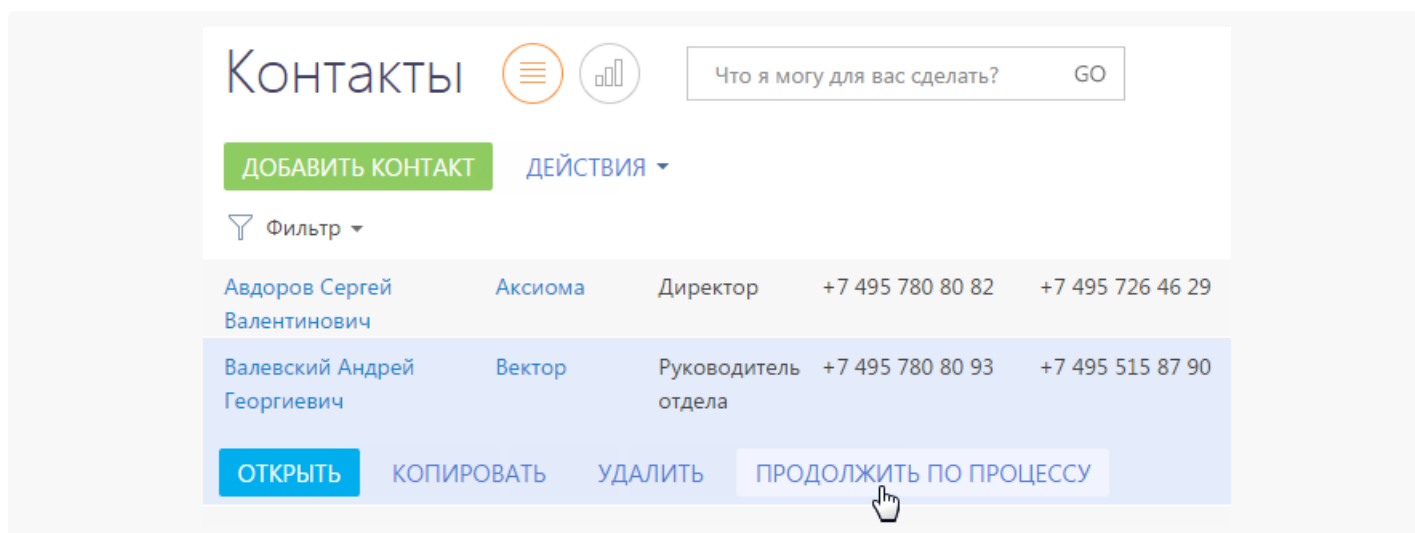 Контакты Что я могу для вас сделать? GO
ДОБАВИТЬ КОНТАКТ ДЕЙСТВИЯ
Фильтр
Авдоров Сергей Аксиома Директор +7 495 780 80 82 +7 495 726 46 29
Валентинович
Валевский Андрей Вектор Руководитель +7 495 780 80 93 +7 495 515 87 90
Георгиевич отдела
ОТКРЫТЬ КОПИРОВАТЬ УДАЛИТЬ ПРОДОЛЖИТЬ ПО ПРОЦЕССУ